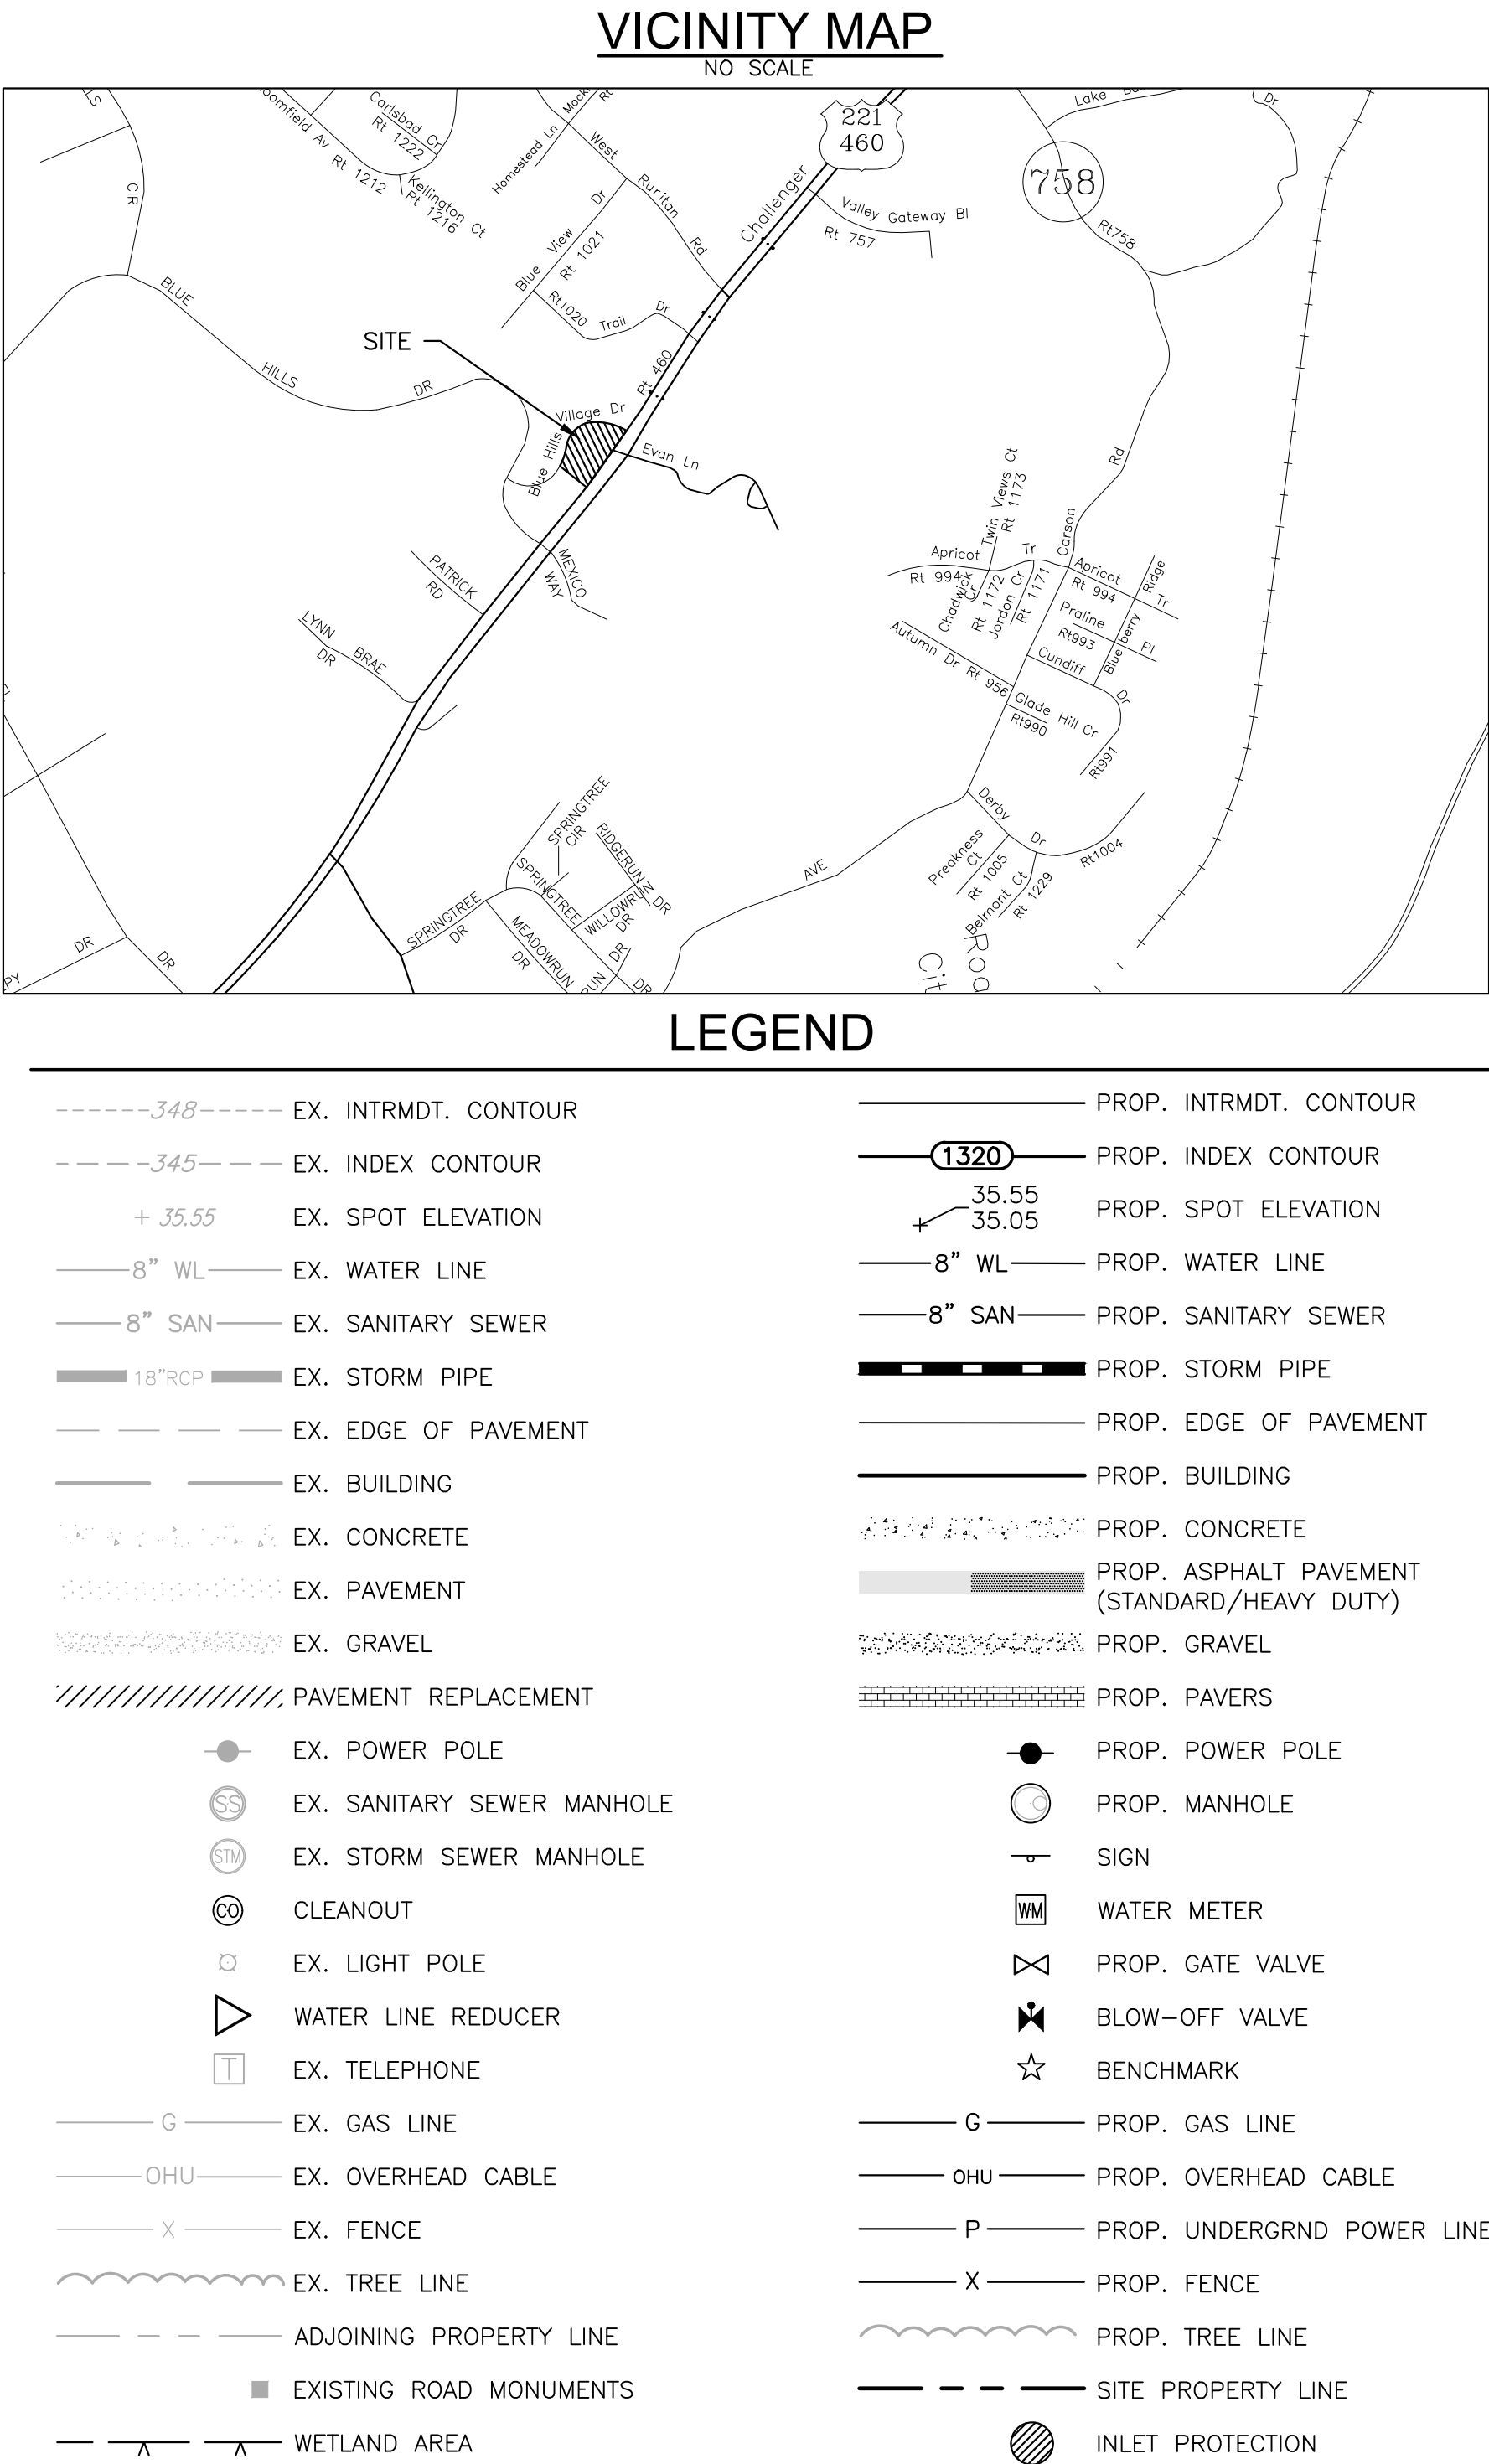 VICINITY MAP
NO SCALE
CIR
Carlsbad Cr
Rt 1222
Av Rt 1212
Kellington Ct
Rt 1216
Homestead Ln
Rt
West
Ruritan
Rd
Blue View Dr
Rt 1021
Rt1020
Trail
Dr
Challenger
221
460
Valley Gateway Bl
Rt 757
Lake
Dr
758
Rt758
BLUE
HILLS
DR
SITE
Rt 460
Village Dr
Blue Hills
Evan Ln
MEXICO
WAY
PATRICK
RD
LYNN
BRAE
DR
Twin Views Ct
Rt 1173
Apricot
Tr
Rt 994
Carson
Rd
Chadwick
Cr
Rt 1172
Jordon Cr
Rt 1171
Apricot
Tr
Rt 994
Praline
Pl
Rt993
Blue berry Ridge
Cundiff
Dr
Autumn Dr Rt 956
Glade Hill Cr
Rt990
Rt991
Derby
Dr
Rt1004
Preakness
Ct
Rt 1005
Belmont Ct
Rt 1229
AVE
SPRINGTREE
CIR
RIDGERUN
DR
SPRINGTREE
WILLOWRUN
DR
SPRINGTREE
DR
MEADOWRUN
DR
DR
DR
DR
DR
LEGEND
348 EX. INTRMDT. CONTOUR
PROP. INTRMDT. CONTOUR
345 EX. INDEX CONTOUR
1320 PROP. INDEX CONTOUR
+ 35.55 EX. SPOT ELEVATION
35.55
35.05
PROP. SPOT ELEVATION
8" WL EX. WATER LINE
8" WL PROP. WATER LINE
8" SAN EX. SANITARY SEWER
8" SAN PROP. SANITARY SEWER
18"RCP EX. STORM PIPE
PROP. STORM PIPE
EX. EDGE OF PAVEMENT
PROP. EDGE OF PAVEMENT
EX. BUILDING
PROP. BUILDING
EX. CONCRETE
PROP. CONCRETE
EX. PAVEMENT
PROP. ASPHALT PAVEMENT
(STANDARD/HEAVY DUTY)
EX. GRAVEL
PROP. GRAVEL
PAVEMENT REPLACEMENT
PROP. PAVERS
EX. POWER POLE
PROP. POWER POLE
SS EX. SANITARY SEWER MANHOLE
PROP. MANHOLE
STM EX. STORM SEWER MANHOLE
SIGN
CO CLEANOUT
WM WATER METER
EX. LIGHT POLE
PROP. GATE VALVE
WATER LINE REDUCER
BLOW-OFF VALVE
T EX. TELEPHONE
BENCHMARK
G EX. GAS LINE
G PROP. GAS LINE
OHU EX. OVERHEAD CABLE
OHU PROP. OVERHEAD CABLE
X EX. FENCE
P PROP. UNDERGRND POWER LINE
EX. TREE LINE
X PROP. FENCE
ADJOINING PROPERTY LINE
PROP. TREE LINE
EXISTING ROAD MONUMENTS
SITE PROPERTY LINE
WETLAND AREA
INLET PROTECTION